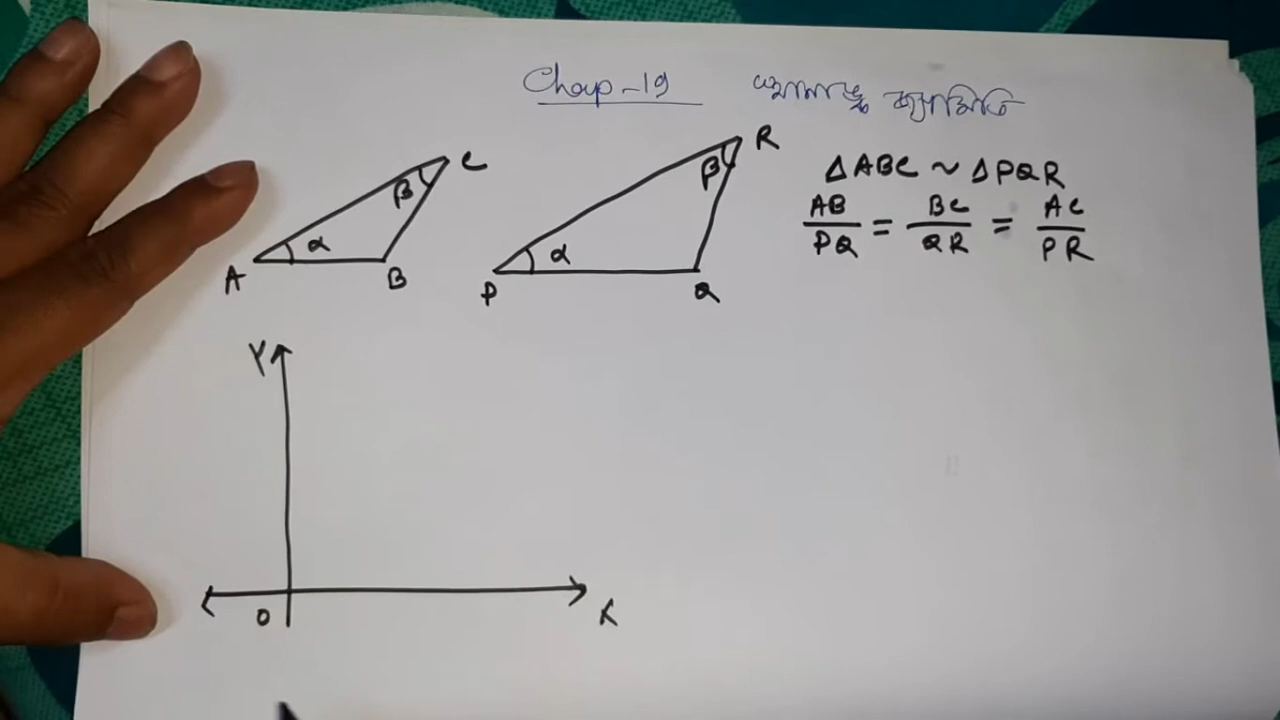 Chap-19 স্থানাঙ্ক জ্যামিতি
C
β
α
A
B
R
β
α
P
Q
ΔABC ~ ΔPQR
AB/PQ = BC/QR = AC/PR
Y
O
X